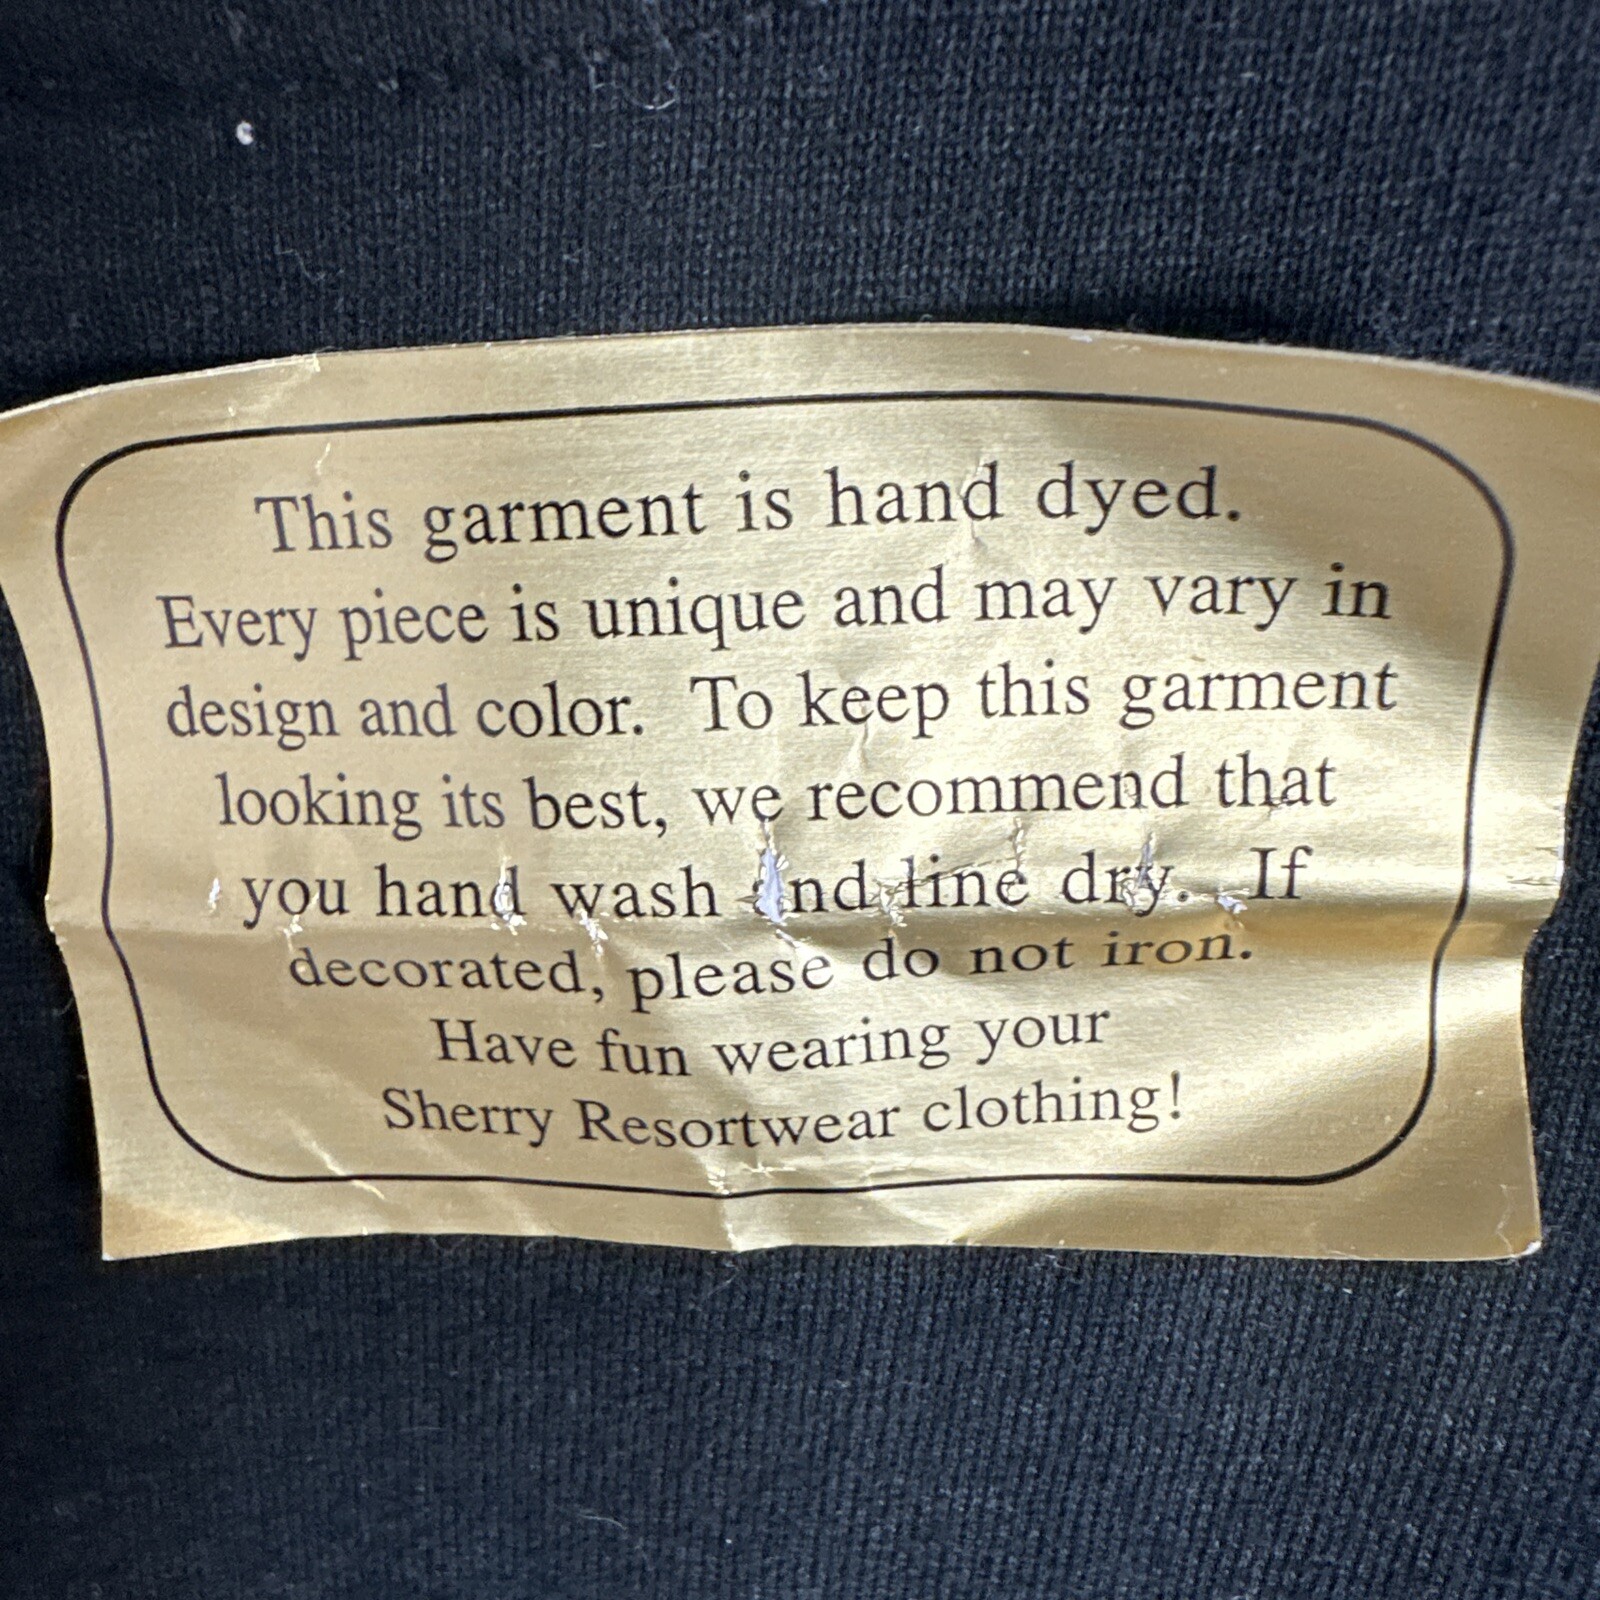 This garment is hand dyed.
Every piece is unique and may vary in
design and color. To keep this garment
looking its best, we recommend that
you hand wash and line dry. If
decorated, please do not iron.
Have fun wearing your
Sherry Resortwear clothing!